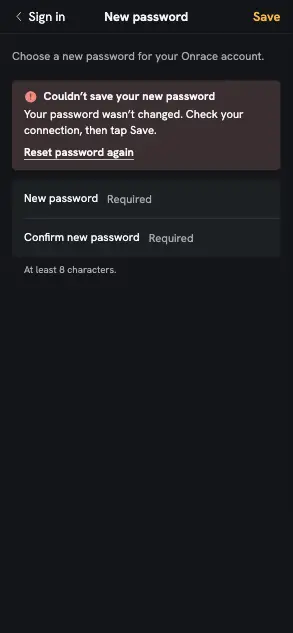 Sign in
New password
Save
Choose a new password for your Onrace account.
Couldn’t save your new password
Your password wasn’t changed. Check your
connection, then tap Save.
Reset password again
New password Required
Confirm new password Required
At least 8 characters.